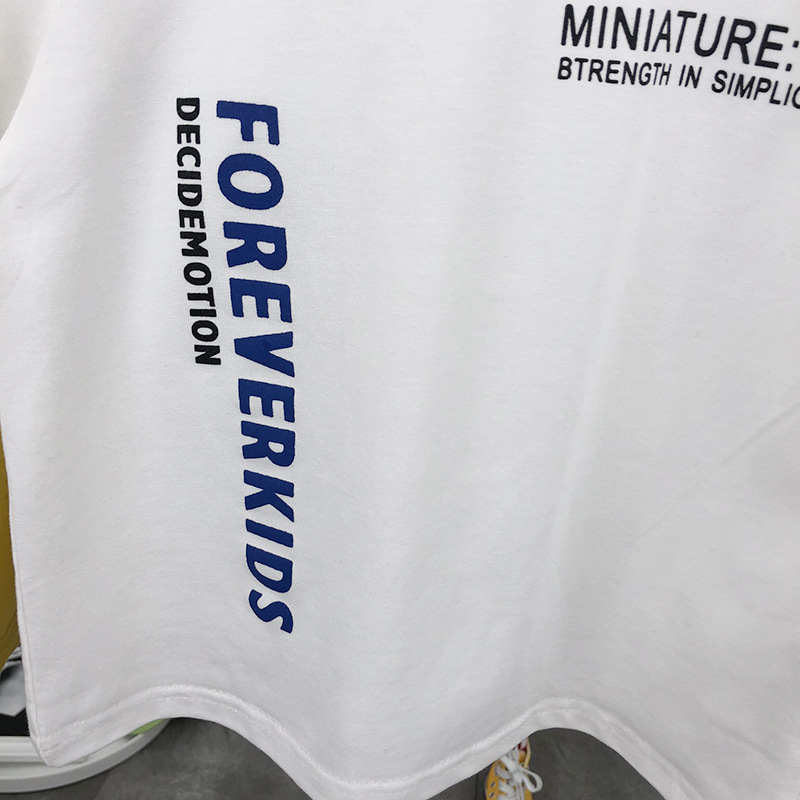 MINIATURE:
BTRENGTH IN SIMPLIC
FOREVERKIDS
DECIDEMOTION